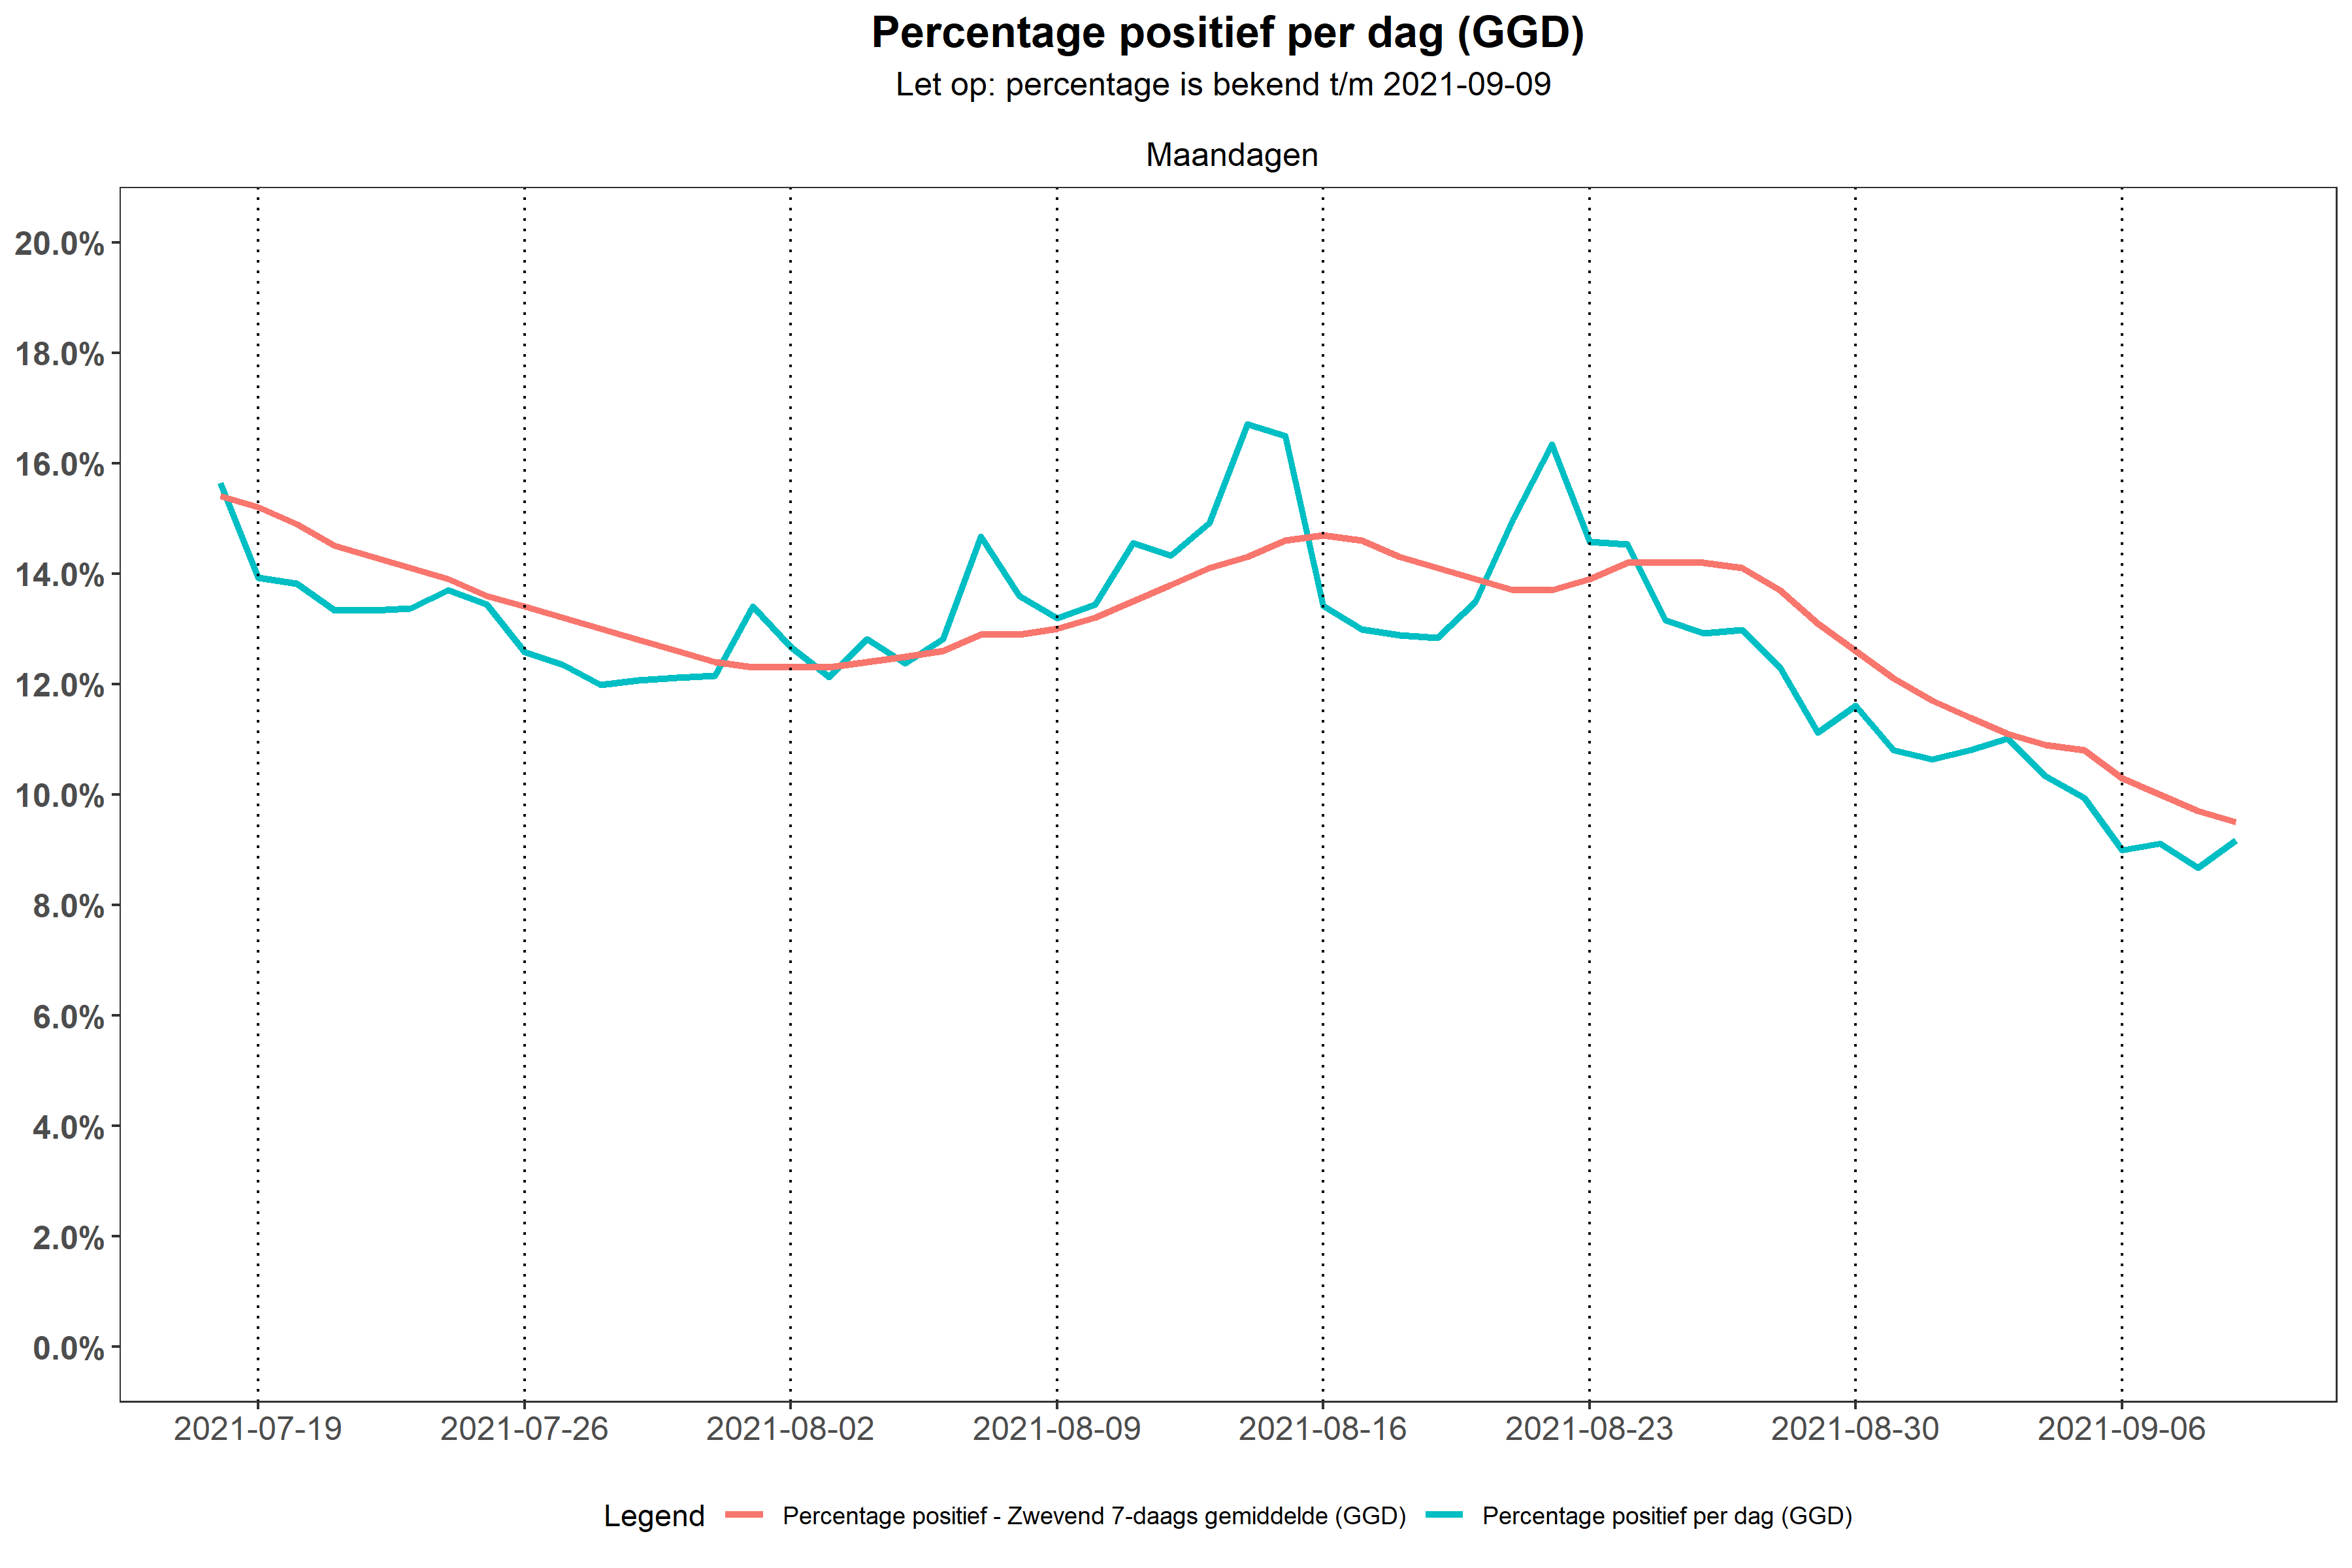 Percentage positief per dag (GGD)
Let op: percentage is bekend t/m 2021-09-09
Maandagen
20.0%
18.0%
16.0%
14.0%
12.0%
10.0%
8.0%
6.0%
4.0%
2.0%
0.0%
2021-07-19 2021-07-26 2021-08-02 2021-08-09 2021-08-16 2021-08-23 2021-08-30 2021-09-06
Legend Percentage positief - Zwevend 7-daags gemiddelde (GGD) Percentage positief per dag (GGD)